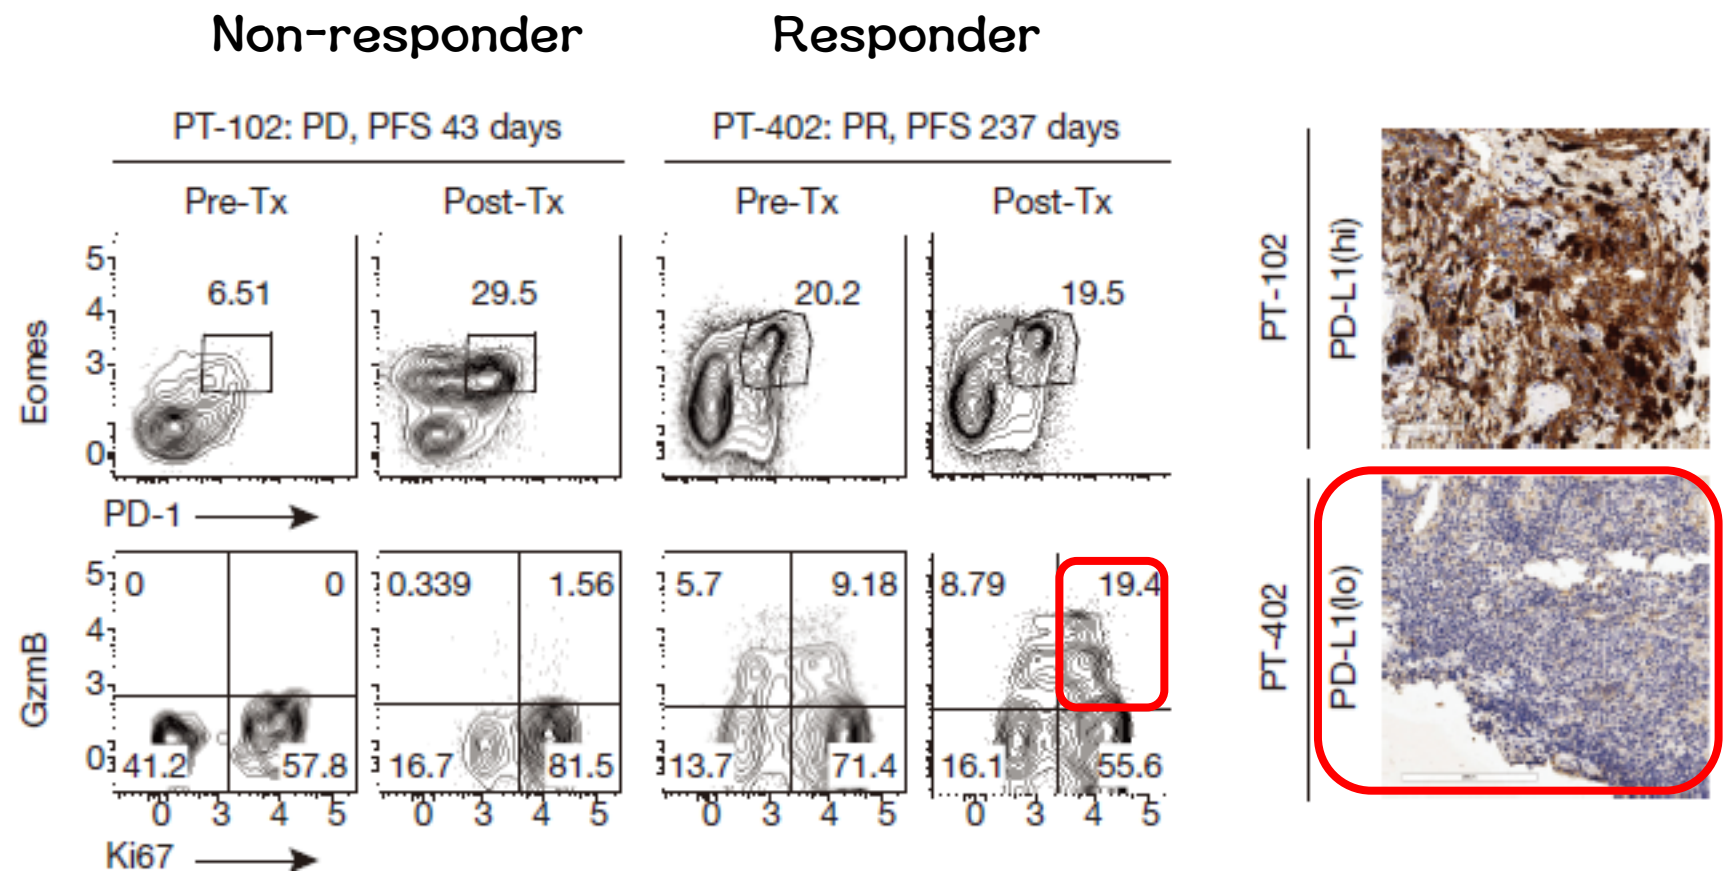 Non-responder
Responder
PT-102: PD, PFS 43 days
PT-402: PR, PFS 237 days
Pre-Tx
Post-Tx
Pre-Tx
Post-Tx
Eomes
5
4
3
0
6.51
29.5
20.2
19.5
PD-1
GzmB
5
4
3
0
0
0
41.2
57.8
0.339
1.56
16.7
81.5
5.7
9.18
13.7
71.4
8.79
19.4
16.1
55.6
0 3 4 5
0 3 4 5
0 3 4 5
0 3 4 5
Ki67
PT-102
PD-L1(hi)
PT-402
PD-L1(lo)